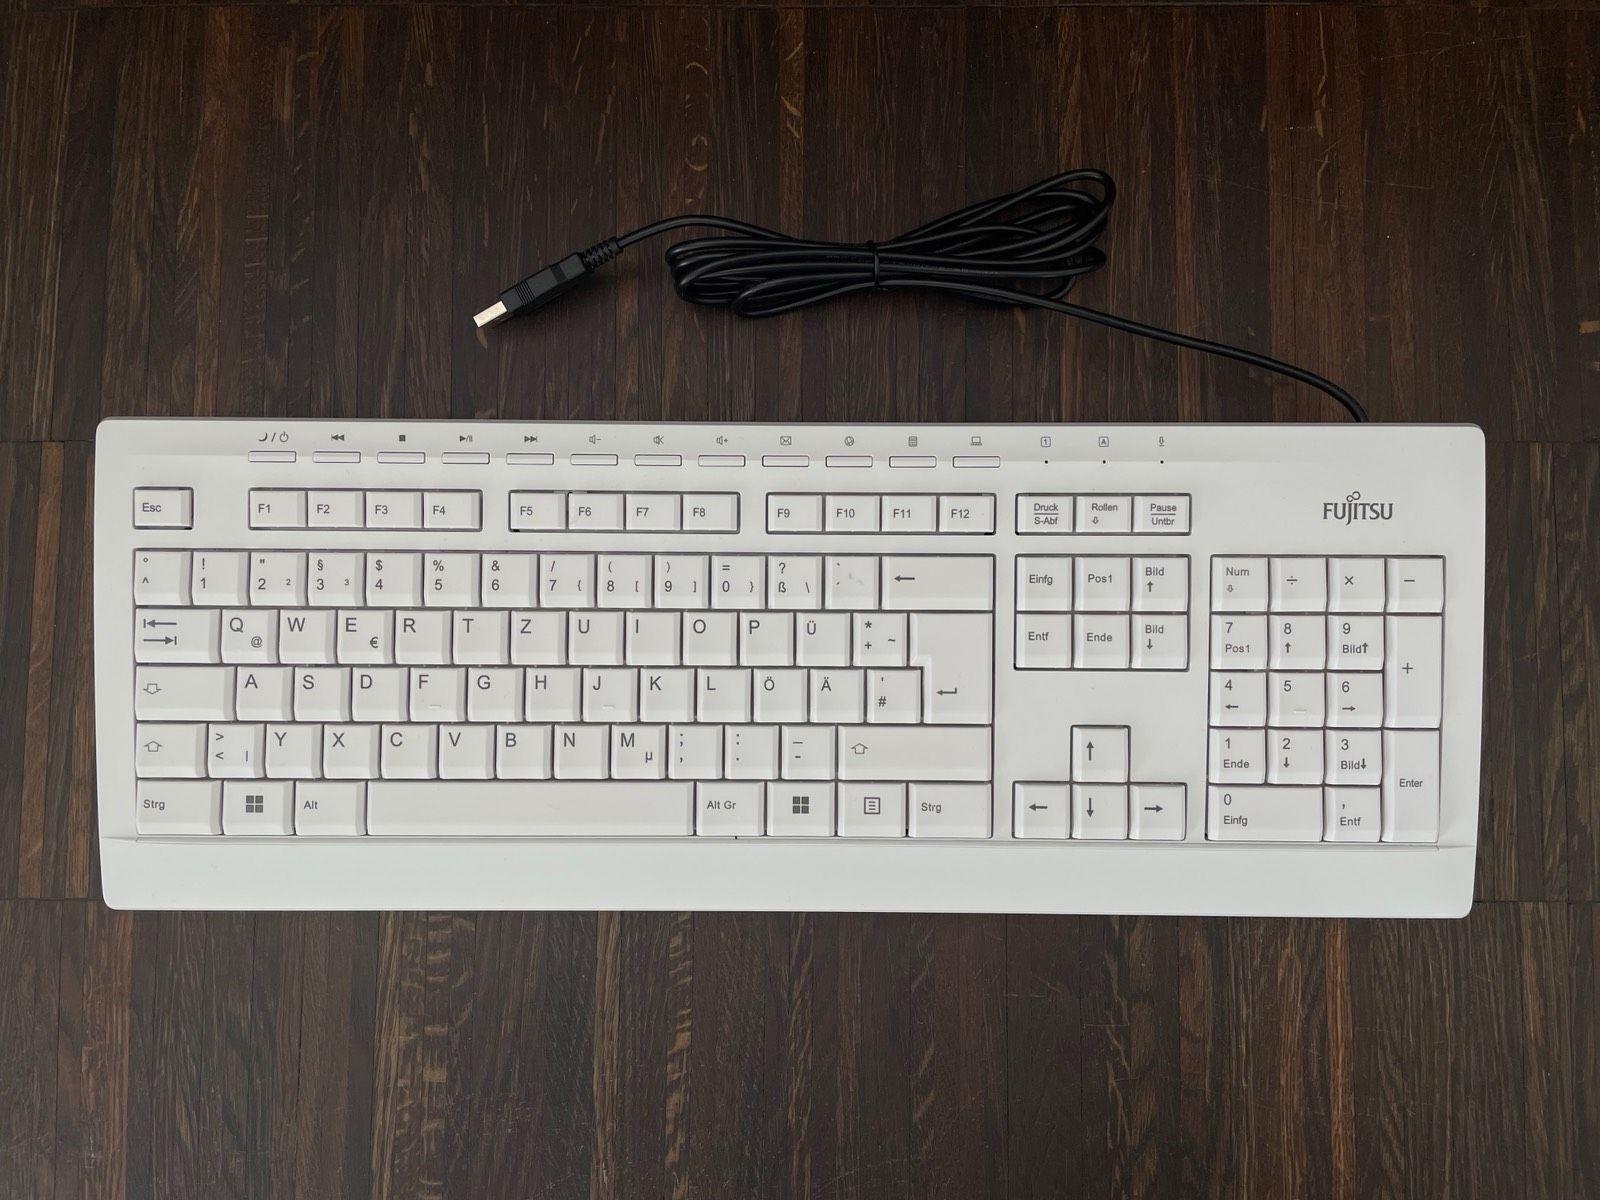 1 A
FUJITSU
Esc F1 F2 F3 F4 F5 F6 F7 F8 F9 F10 F11 F12 Druck S-Abf Rollen Pause Untbr
° ^ ! 1 " 2 ² § 3 ³ $ 4 % 5 & 6 / 7 { ( 8 [ ) 9 ] = 0 } ? ß \ Einfg Pos1 Bild ↑ Num ÷ × −
Q @ W E € R T Z U I O P Ü * + ~ Entf Ende Bild ↓ 7 Pos1 8 ↑ 9 Bild↑ +
A S D F G H J K L Ö Ä ' # 4 ← 5 6 →
> < | Y X C V B N M µ ; , : . _ - ↑ 1 Ende 2 ↓ 3 Bild↓ Enter
Strg Alt Alt Gr Strg ← ↓ → 0 Einfg , Entf